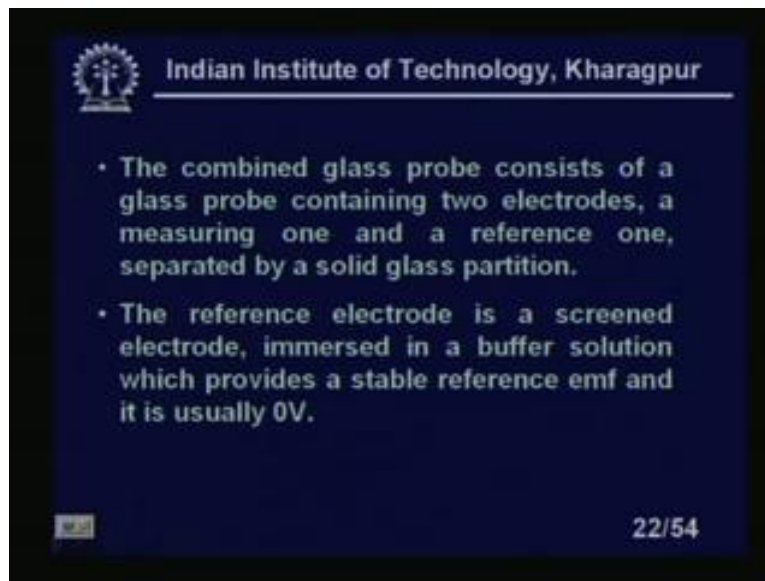 Indian Institute of Technology, Kharagpur
• The combined glass probe consists of a
glass probe containing two electrodes, a
measuring one and a reference one,
separated by a solid glass partition.
• The reference electrode is a screened
electrode, immersed in a buffer solution
which provides a stable reference emf and
it is usually 0V.
22/54